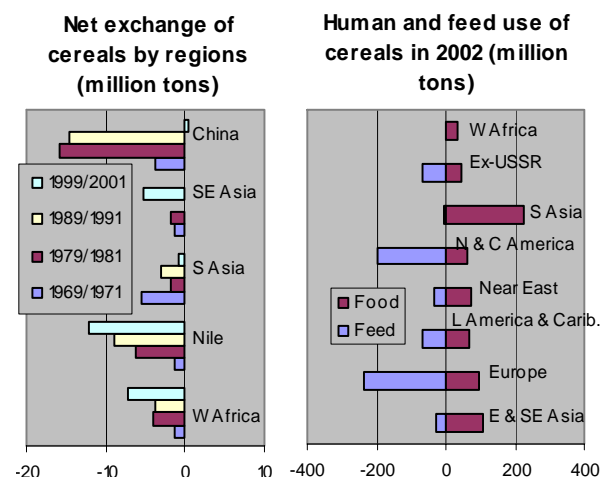 Net exchange of
cereals by regions
(million tons)
China
SE Asia
S Asia
Nile
W Africa
1999/2001
1989/1991
1979/1981
1969/1971
-20
-10
0
10
Human and feed use of
cereals in 2002 (million
tons)
W Africa
Ex-USSR
S Asia
N & C America
Near East
L America & Carib.
Europe
E & SE Asia
Food
Feed
-400
-200
0
200
400